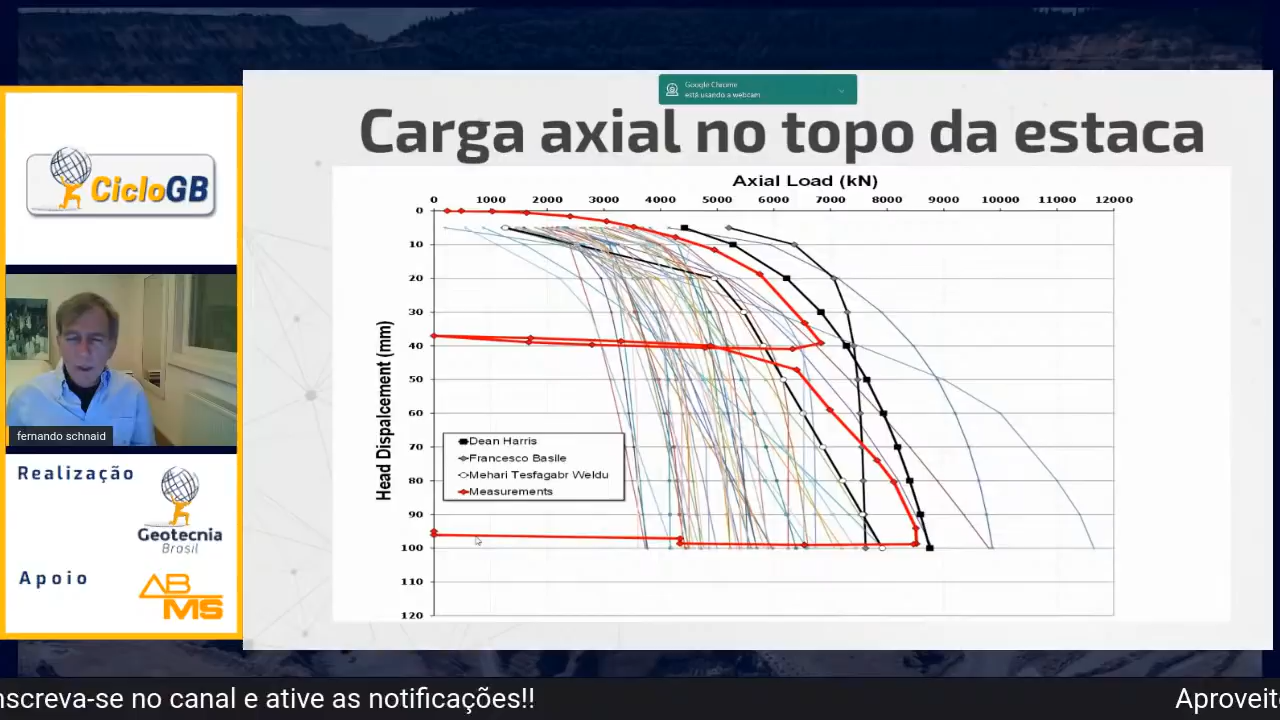 Google Chrome
está usando a webcam
Carga axial no topo da estaca
CicloGB
fernando schnaid
Realização
Geotecnia
Brasil
Apoio
ABMS
Axial Load (kN)
0 1000 2000 3000 4000 5000 6000 7000 8000 9000 10000 11000 12000
Head Dispalcement (mm)
0
10
20
30
40
50
60
70
80
90
100
110
120
Dean Harris
Francesco Basile
Mehari Tesfagabr Weldu
Measurements
nscreva-se no canal e ative as notificações!!
Aproveit